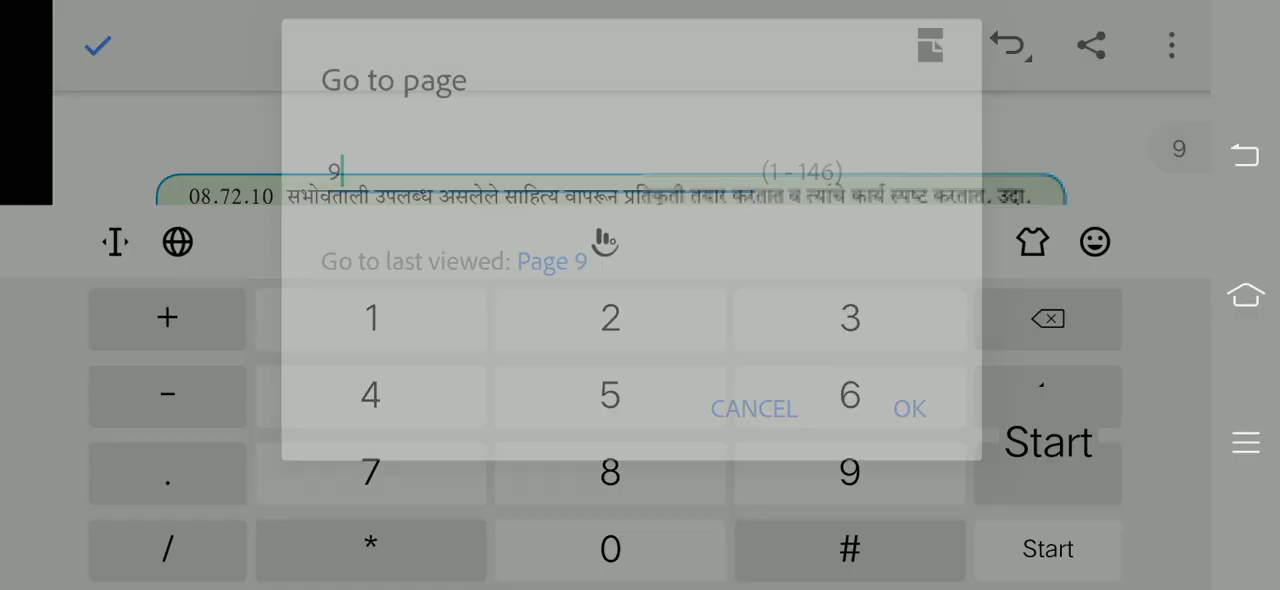 Go to page
9
(1 - 146)
9
08.72.10 सभोवताली उपलब्ध असलेले साहित्य वापरून प्रतिकृती तयार करतात व त्यांचे कार्य स्पष्ट करतात. उदा.
Go to last viewed: Page 9
+ 1 2 3
- 4 5 6
CANCEL OK
Start
. 7 8 9
/ * 0 # Start